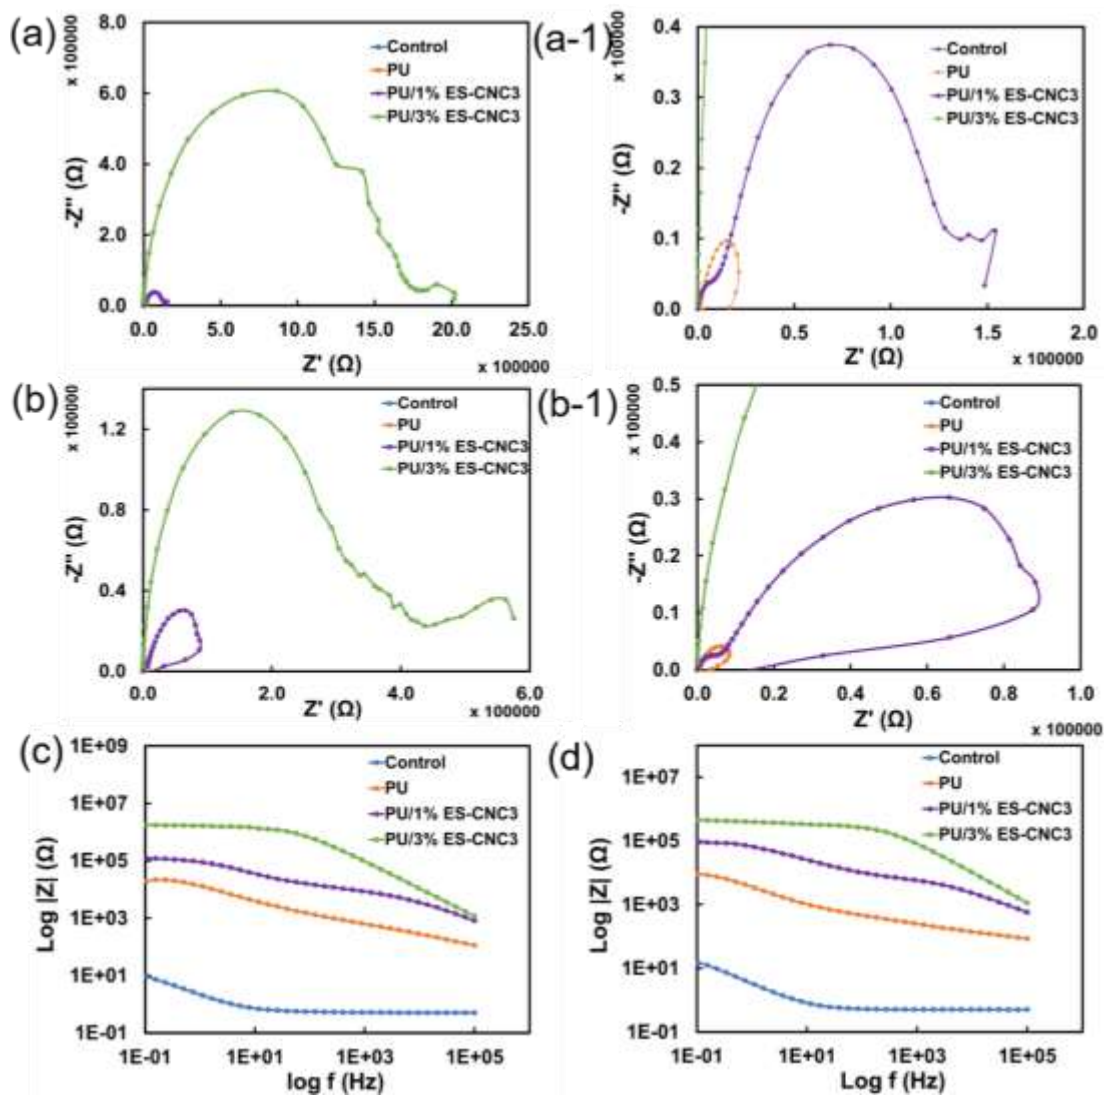 (a)
8.0
6.0
4.0
2.0
0.0
x 100000
-Z'' (Ω)
Control
PU
PU/1% ES-CNC3
PU/3% ES-CNC3
0.0 5.0 10.0 15.0 20.0 25.0
Z' (Ω)
x 100000
(a-1)
0.4
0.3
0.2
0.1
0.0
x 100000
-Z'' (Ω)
Control
PU
PU/1% ES-CNC3
PU/3% ES-CNC3
0.0 0.5 1.0 1.5 2.0
Z' (Ω)
x 100000
(b)
1.2
0.8
0.4
0.0
x 100000
-Z'' (Ω)
Control
PU
PU/1% ES-CNC3
PU/3% ES-CNC3
0.0 2.0 4.0 6.0
Z' (Ω)
x 100000
(b-1)
0.5
0.4
0.3
0.2
0.1
0.0
x 100000
-Z'' (Ω)
Control
PU
PU/1% ES-CNC3
PU/3% ES-CNC3
0.0 0.2 0.4 0.6 0.8 1.0
Z' (Ω)
x 100000
(c)
1E+09
1E+07
1E+05
1E+03
1E+01
1E-01
Log |Z| (Ω)
Control
PU
PU/1% ES-CNC3
PU/3% ES-CNC3
1E-01 1E+01 1E+03 1E+05
log f (Hz)
(d)
1E+07
1E+05
1E+03
1E+01
1E-01
Log |Z| (Ω)
Control
PU
PU/1% ES-CNC3
PU/3% ES-CNC3
1E-01 1E+01 1E+03 1E+05
Log f (Hz)